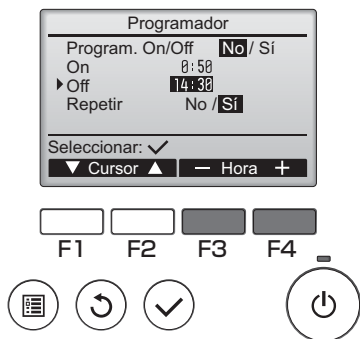 Programador
Program. On/Off No / Sí
On 0:50
Off 14:30
Repetir No / Sí
Seleccionar:
Cursor − Hora +
F1 F2 F3 F4